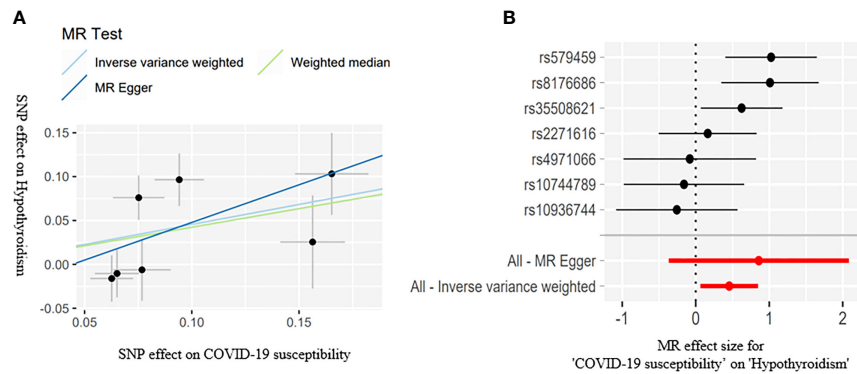 A
MR Test
Inverse variance weighted
Weighted median
MR Egger
SNP effect on Hypothyroidism
0.15
0.10
0.05
0.00
-0.05
0.05
0.10
0.15
SNP effect on COVID-19 susceptibility
B
rs579459
rs8176686
rs35508621
rs2271616
rs4971066
rs10744789
rs10936744
All - MR Egger
All - Inverse variance weighted
-1
0
1
2
MR effect size for
'COVID-19 susceptibility' on 'Hypothyroidism'